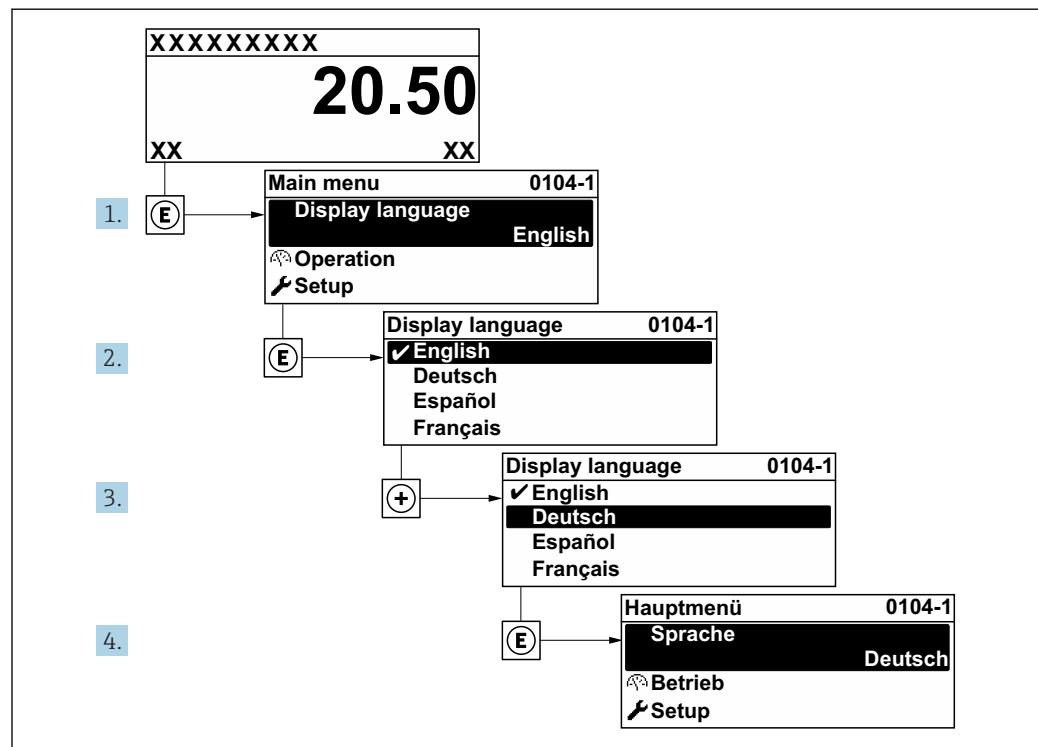 XXXXXXXXX
20.50
XX XX
1. E
Main menu 0104-1
Display language
English
Operation
Setup
2. E
Display language 0104-1
✔ English
Deutsch
Español
Français
3. +
Display language 0104-1
✔ English
Deutsch
Español
Français
4. E
Hauptmenü 0104-1
Sprache
Deutsch
Betrieb
Setup